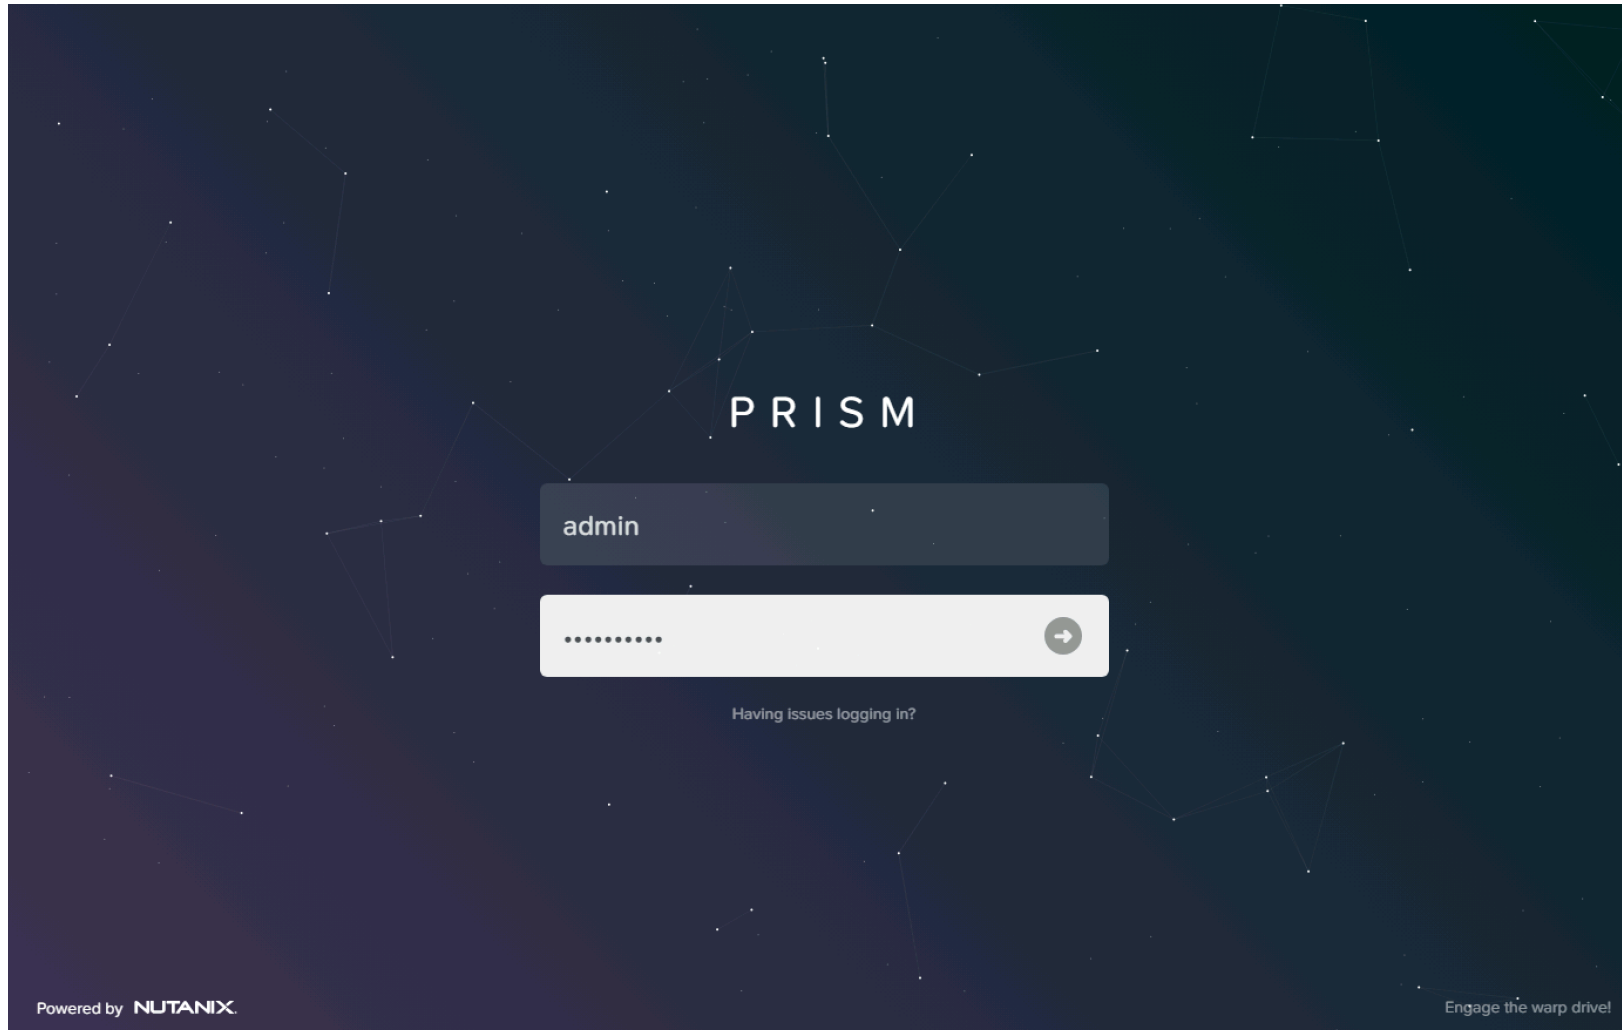 PRISM
admin
••••••••••
Having issues logging in?
Powered by NUTANIX.
Engage the warp drive!